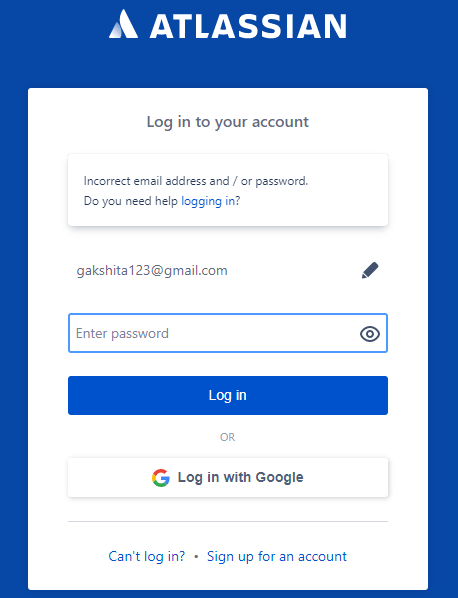 ATLASSIAN
Log in to your account
Incorrect email address and / or password.
Do you need help logging in?
gakshita123@gmail.com
Enter password
Log in
OR
Log in with Google
Can't log in? • Sign up for an account